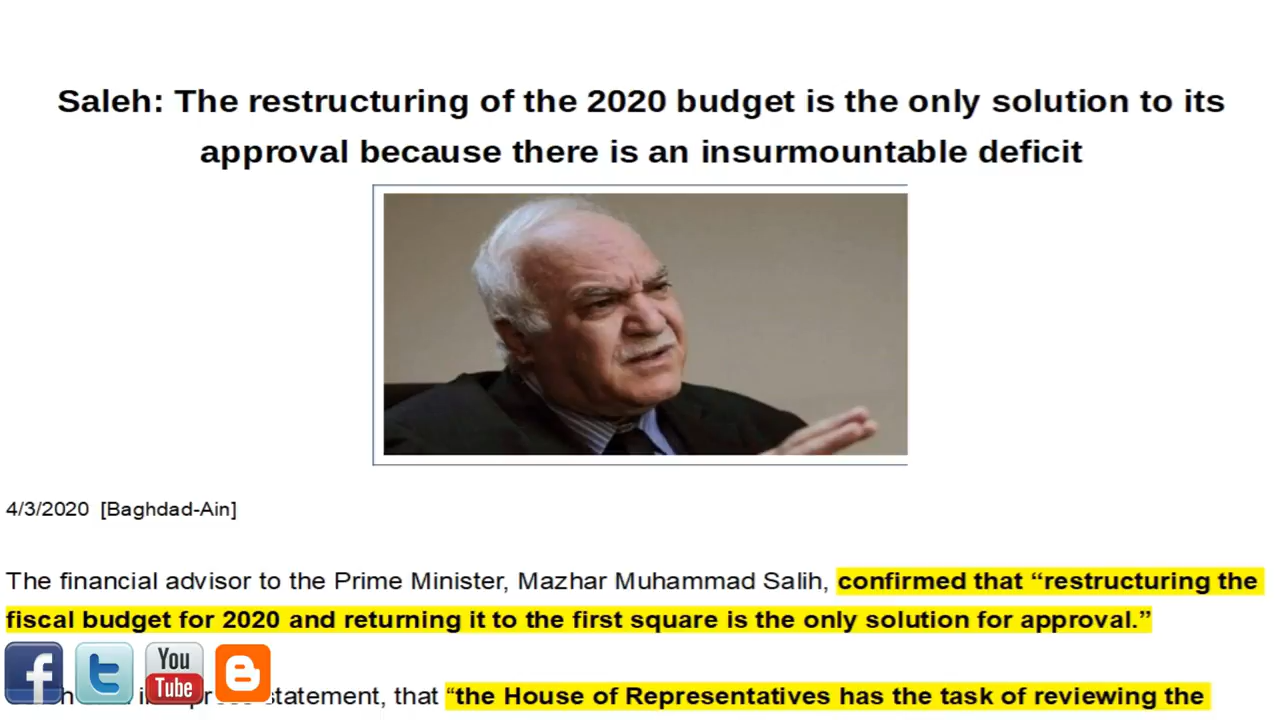 Saleh: The restructuring of the 2020 budget is the only solution to its
approval because there is an insurmountable deficit
4/3/2020 [Baghdad-Ain]
The financial advisor to the Prime Minister, Mazhar Muhammad Salih, confirmed that “restructuring the
fiscal budget for 2020 and returning it to the first square is the only solution for approval.”
You
Tube
statement, that “the House of Representatives has the task of reviewing the